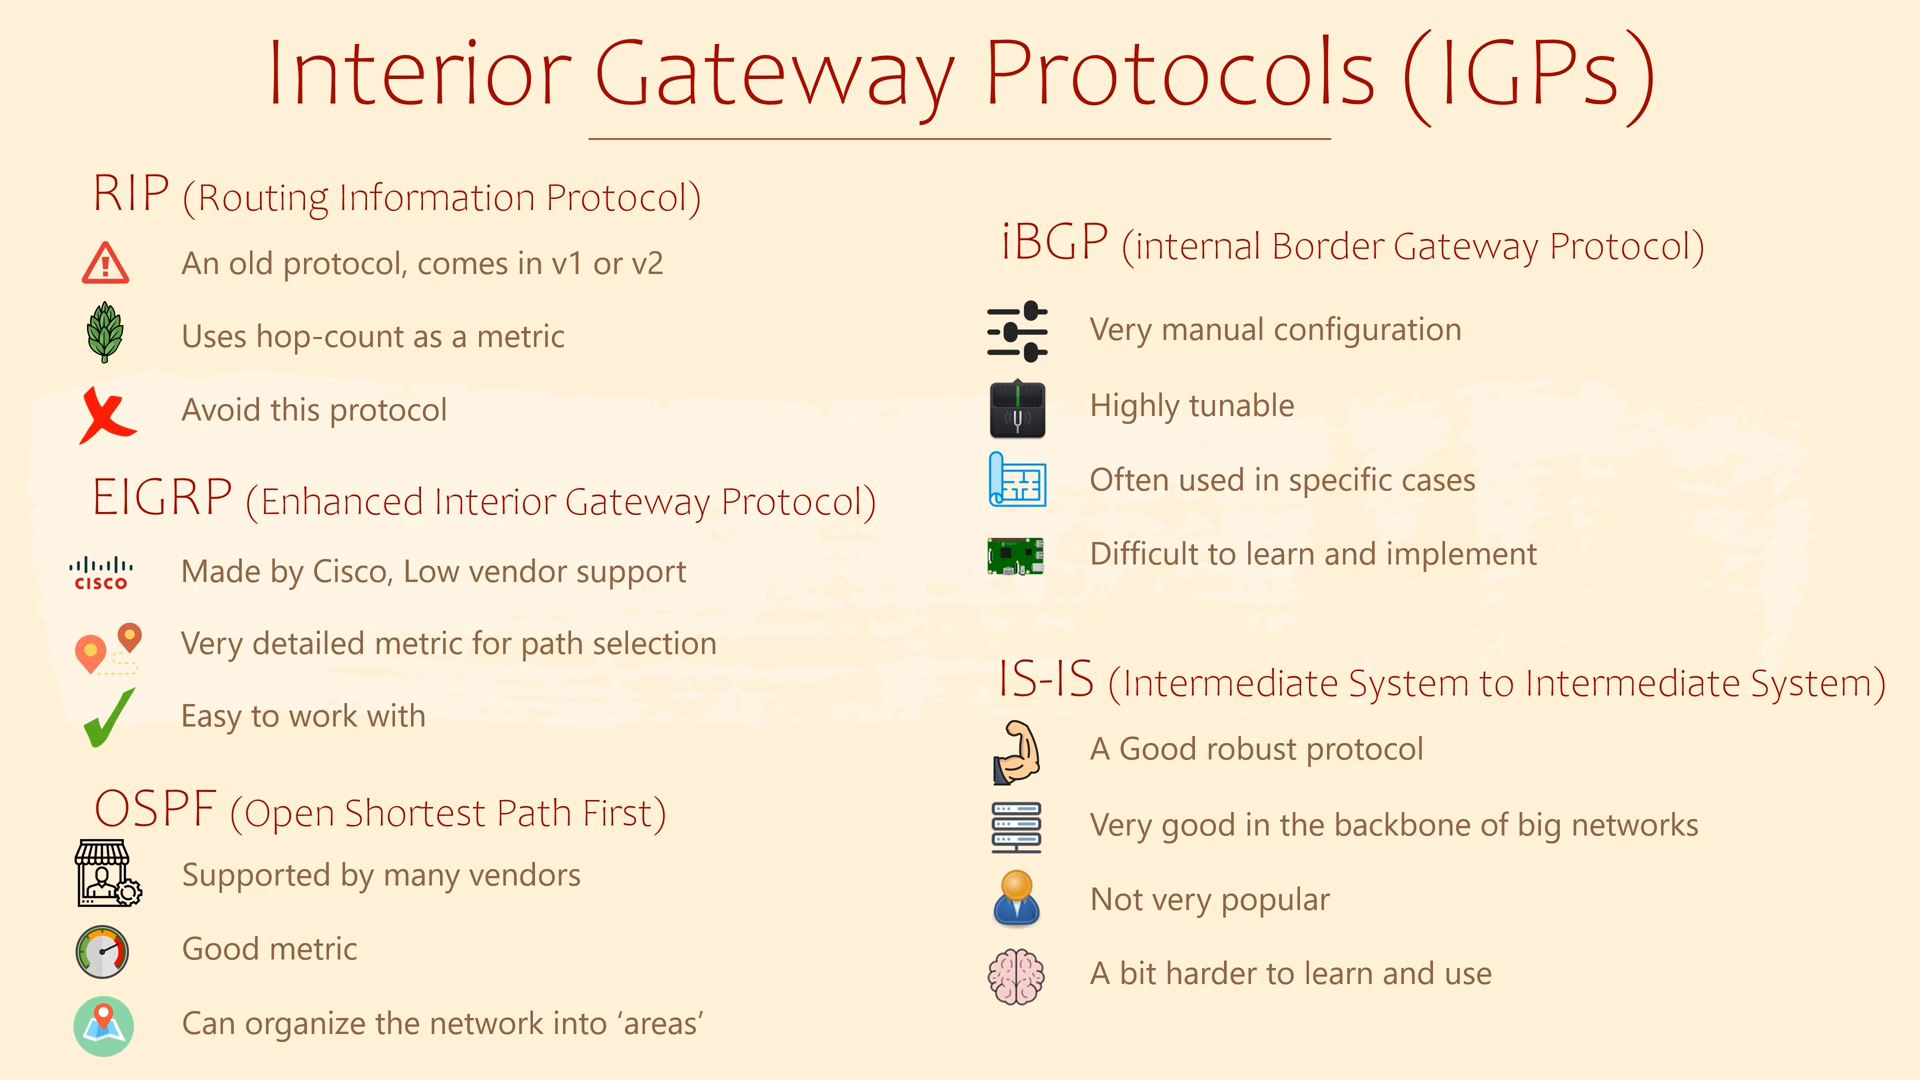 Interior Gateway Protocols (IGPs)
RIP (Routing Information Protocol)
An old protocol, comes in v1 or v2
Uses hop-count as a metric
Avoid this protocol
EIGRP (Enhanced Interior Gateway Protocol)
CISCO
Made by Cisco, Low vendor support
Very detailed metric for path selection
Easy to work with
OSPF (Open Shortest Path First)
Supported by many vendors
Good metric
Can organize the network into ‘areas’
iBGP (internal Border Gateway Protocol)
Very manual configuration
Highly tunable
Often used in specific cases
Difficult to learn and implement
IS-IS (Intermediate System to Intermediate System)
A Good robust protocol
Very good in the backbone of big networks
Not very popular
A bit harder to learn and use